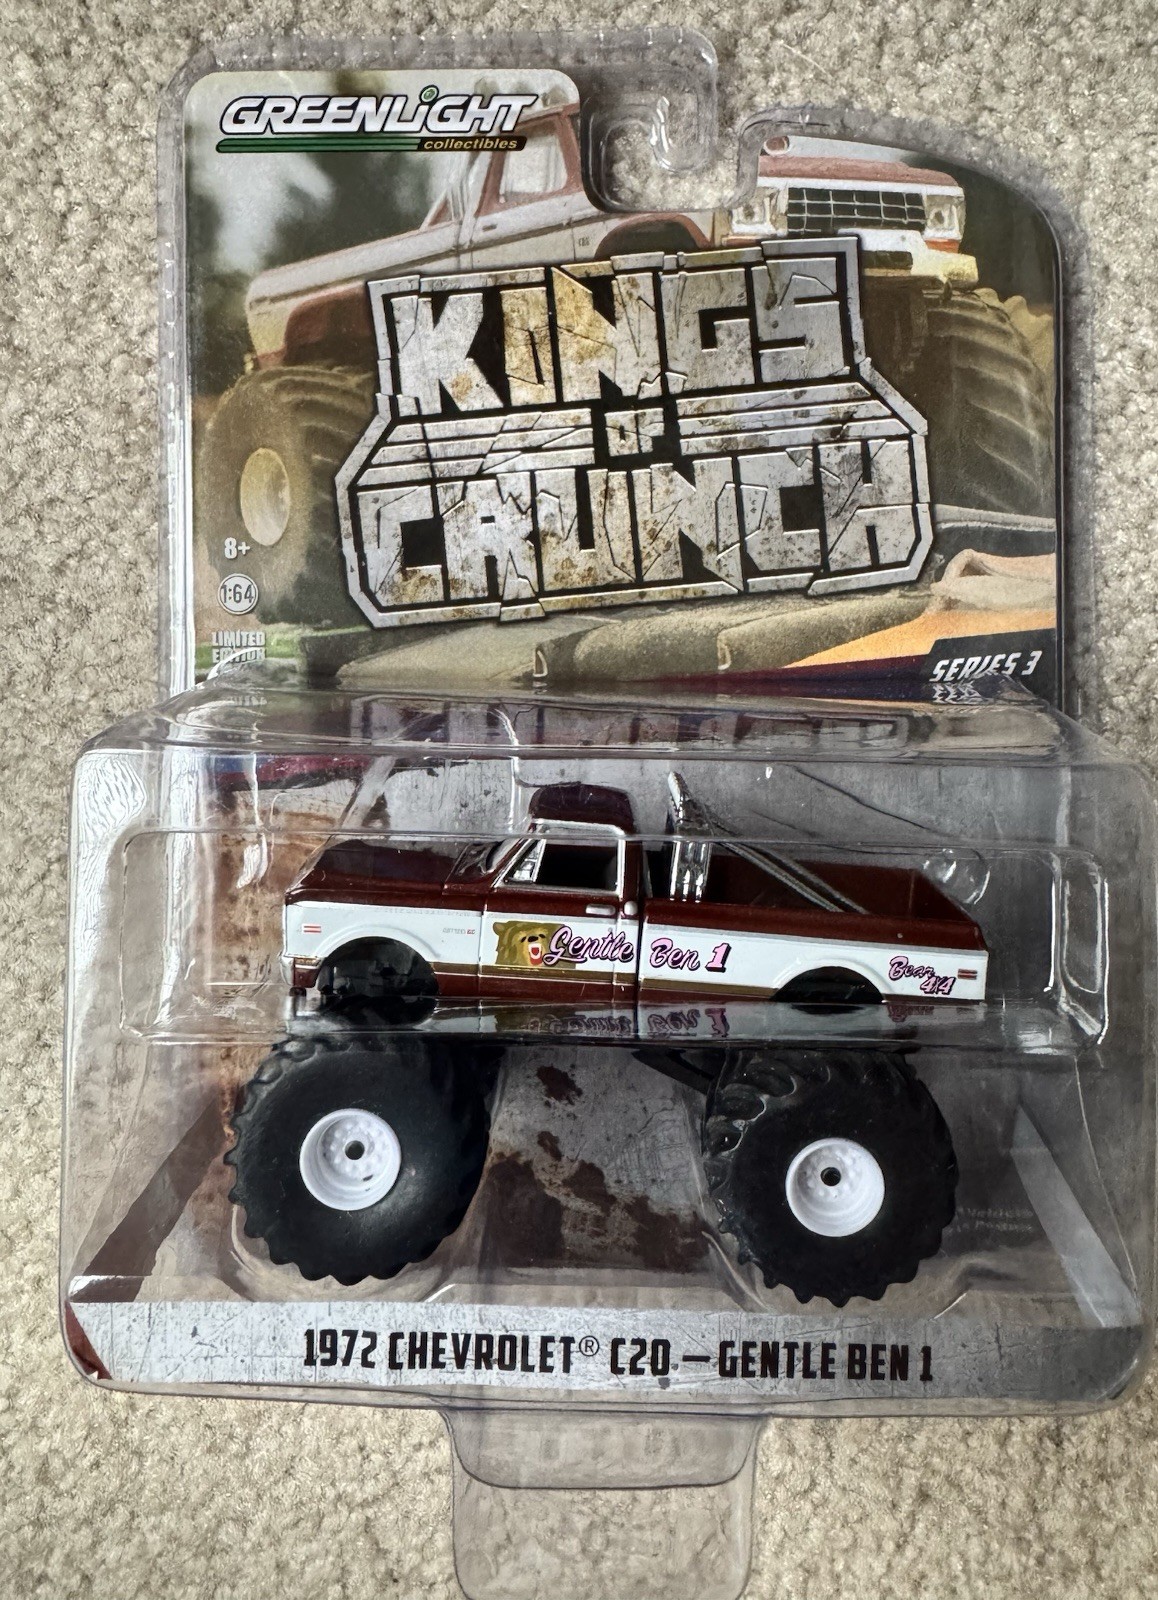 GREENLiGHT
collectibles
KINGS
OF
CRUNCH
8+
1:64
LIMITED
EDITION
SERIES 3
Gentle Ben 1
Bear
4x4
1972 CHEVROLET® C20 – GENTLE BEN 1